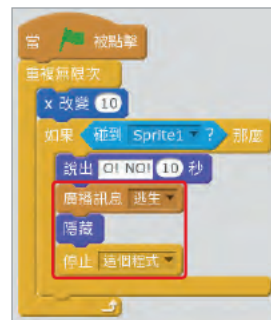 當 被點擊
重複無限次
x 改變 10
如果 碰到 Sprite1 ? 那麼
說出 O! NO! 10 秒
廣播訊息 逃生
隱藏
停止 這個程式